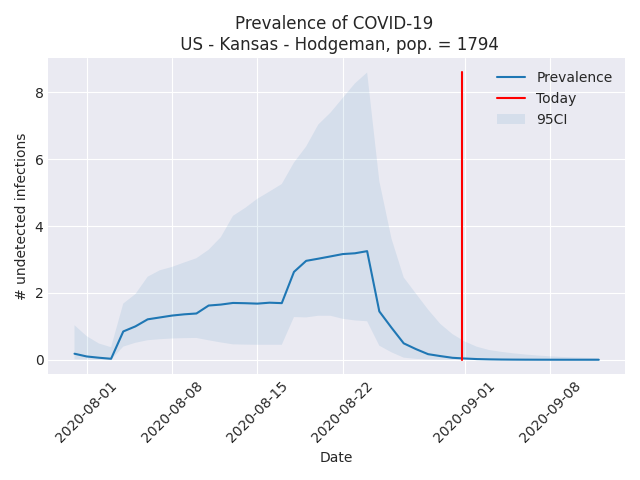 Prevalence of COVID-19
US - Kansas - Hodgeman, pop. = 1794
Prevalence
Today
95CI
# undetected infections
8
6
4
2
0
2020-08-01
2020-08-08
2020-08-15
2020-08-22
2020-09-01
2020-09-08
Date